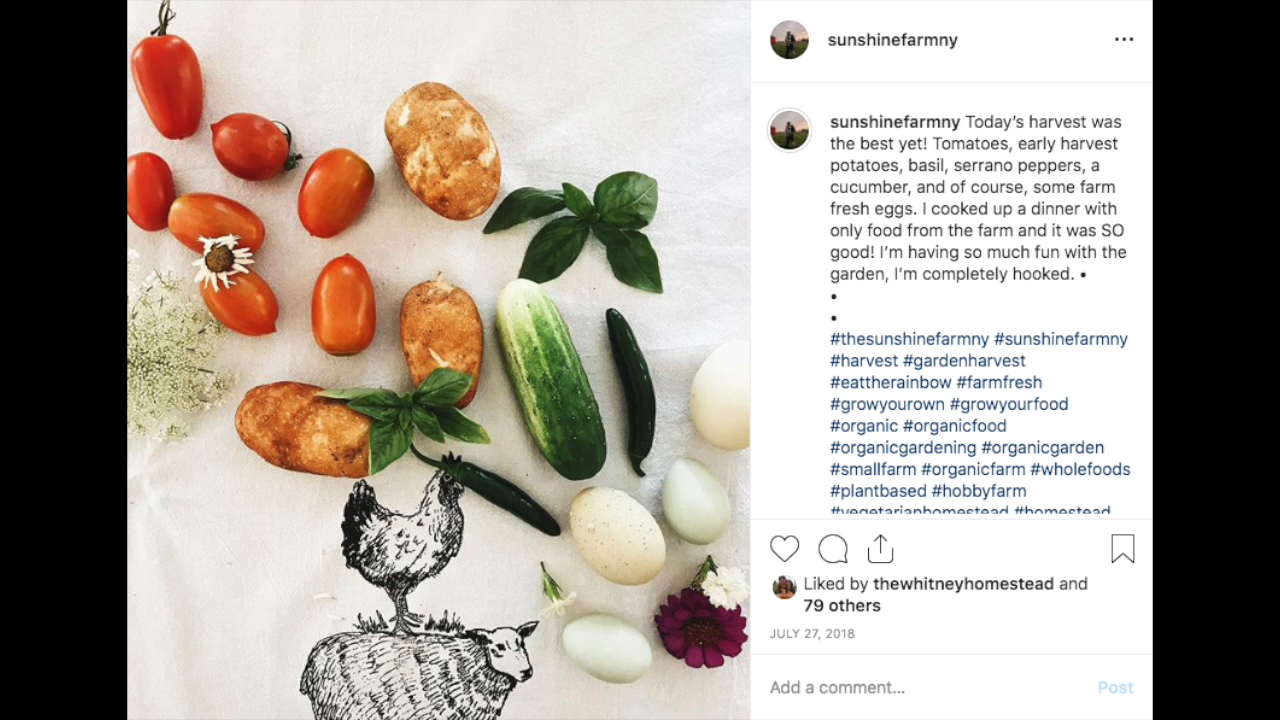 sunshinefarmny
sunshinefarmny Today's harvest was
the best yet! Tomatoes, early harvest
potatoes, basil, serrano peppers, a
cucumber, and of course, some farm
fresh eggs. I cooked up a dinner with
only food from the farm and it was SO
good! I'm having so much fun with the
garden, I'm completely hooked. •
•
•
#thesunshinefarmny #sunshinefarmny
#harvest #gardenharvest
#eattherainbow #farmfresh
#growyourown #growyourfood
#organic #organicfood
#organicgardening #organicgarden
#smallfarm #organicfarm #wholefoods
#plantbased #hobbyfarm
#vegetarianhomestead #homestead
Liked by thewhitneyhomestead and
79 others
JULY 27, 2018
Add a comment... Post